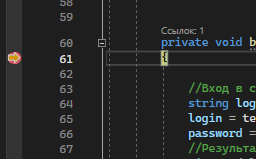 58
59
Ссылок: 1
60 private void b
61 {
62
63 //Вход в с
64 string log
65 login = te
66 password =
67 //Результа